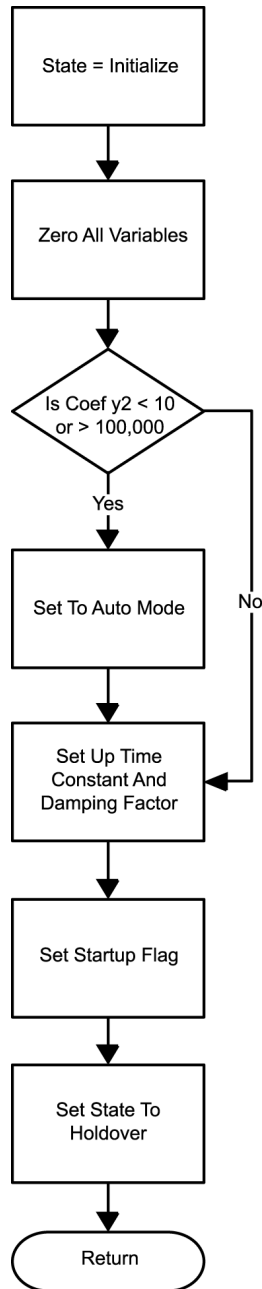 State = Initialize
Zero All Variables
Is Coef y2 < 10
or > 100,000
Yes
No
Set To Auto Mode
Set Up Time
Constant And
Damping Factor
Set Startup Flag
Set State To
Holdover
Return